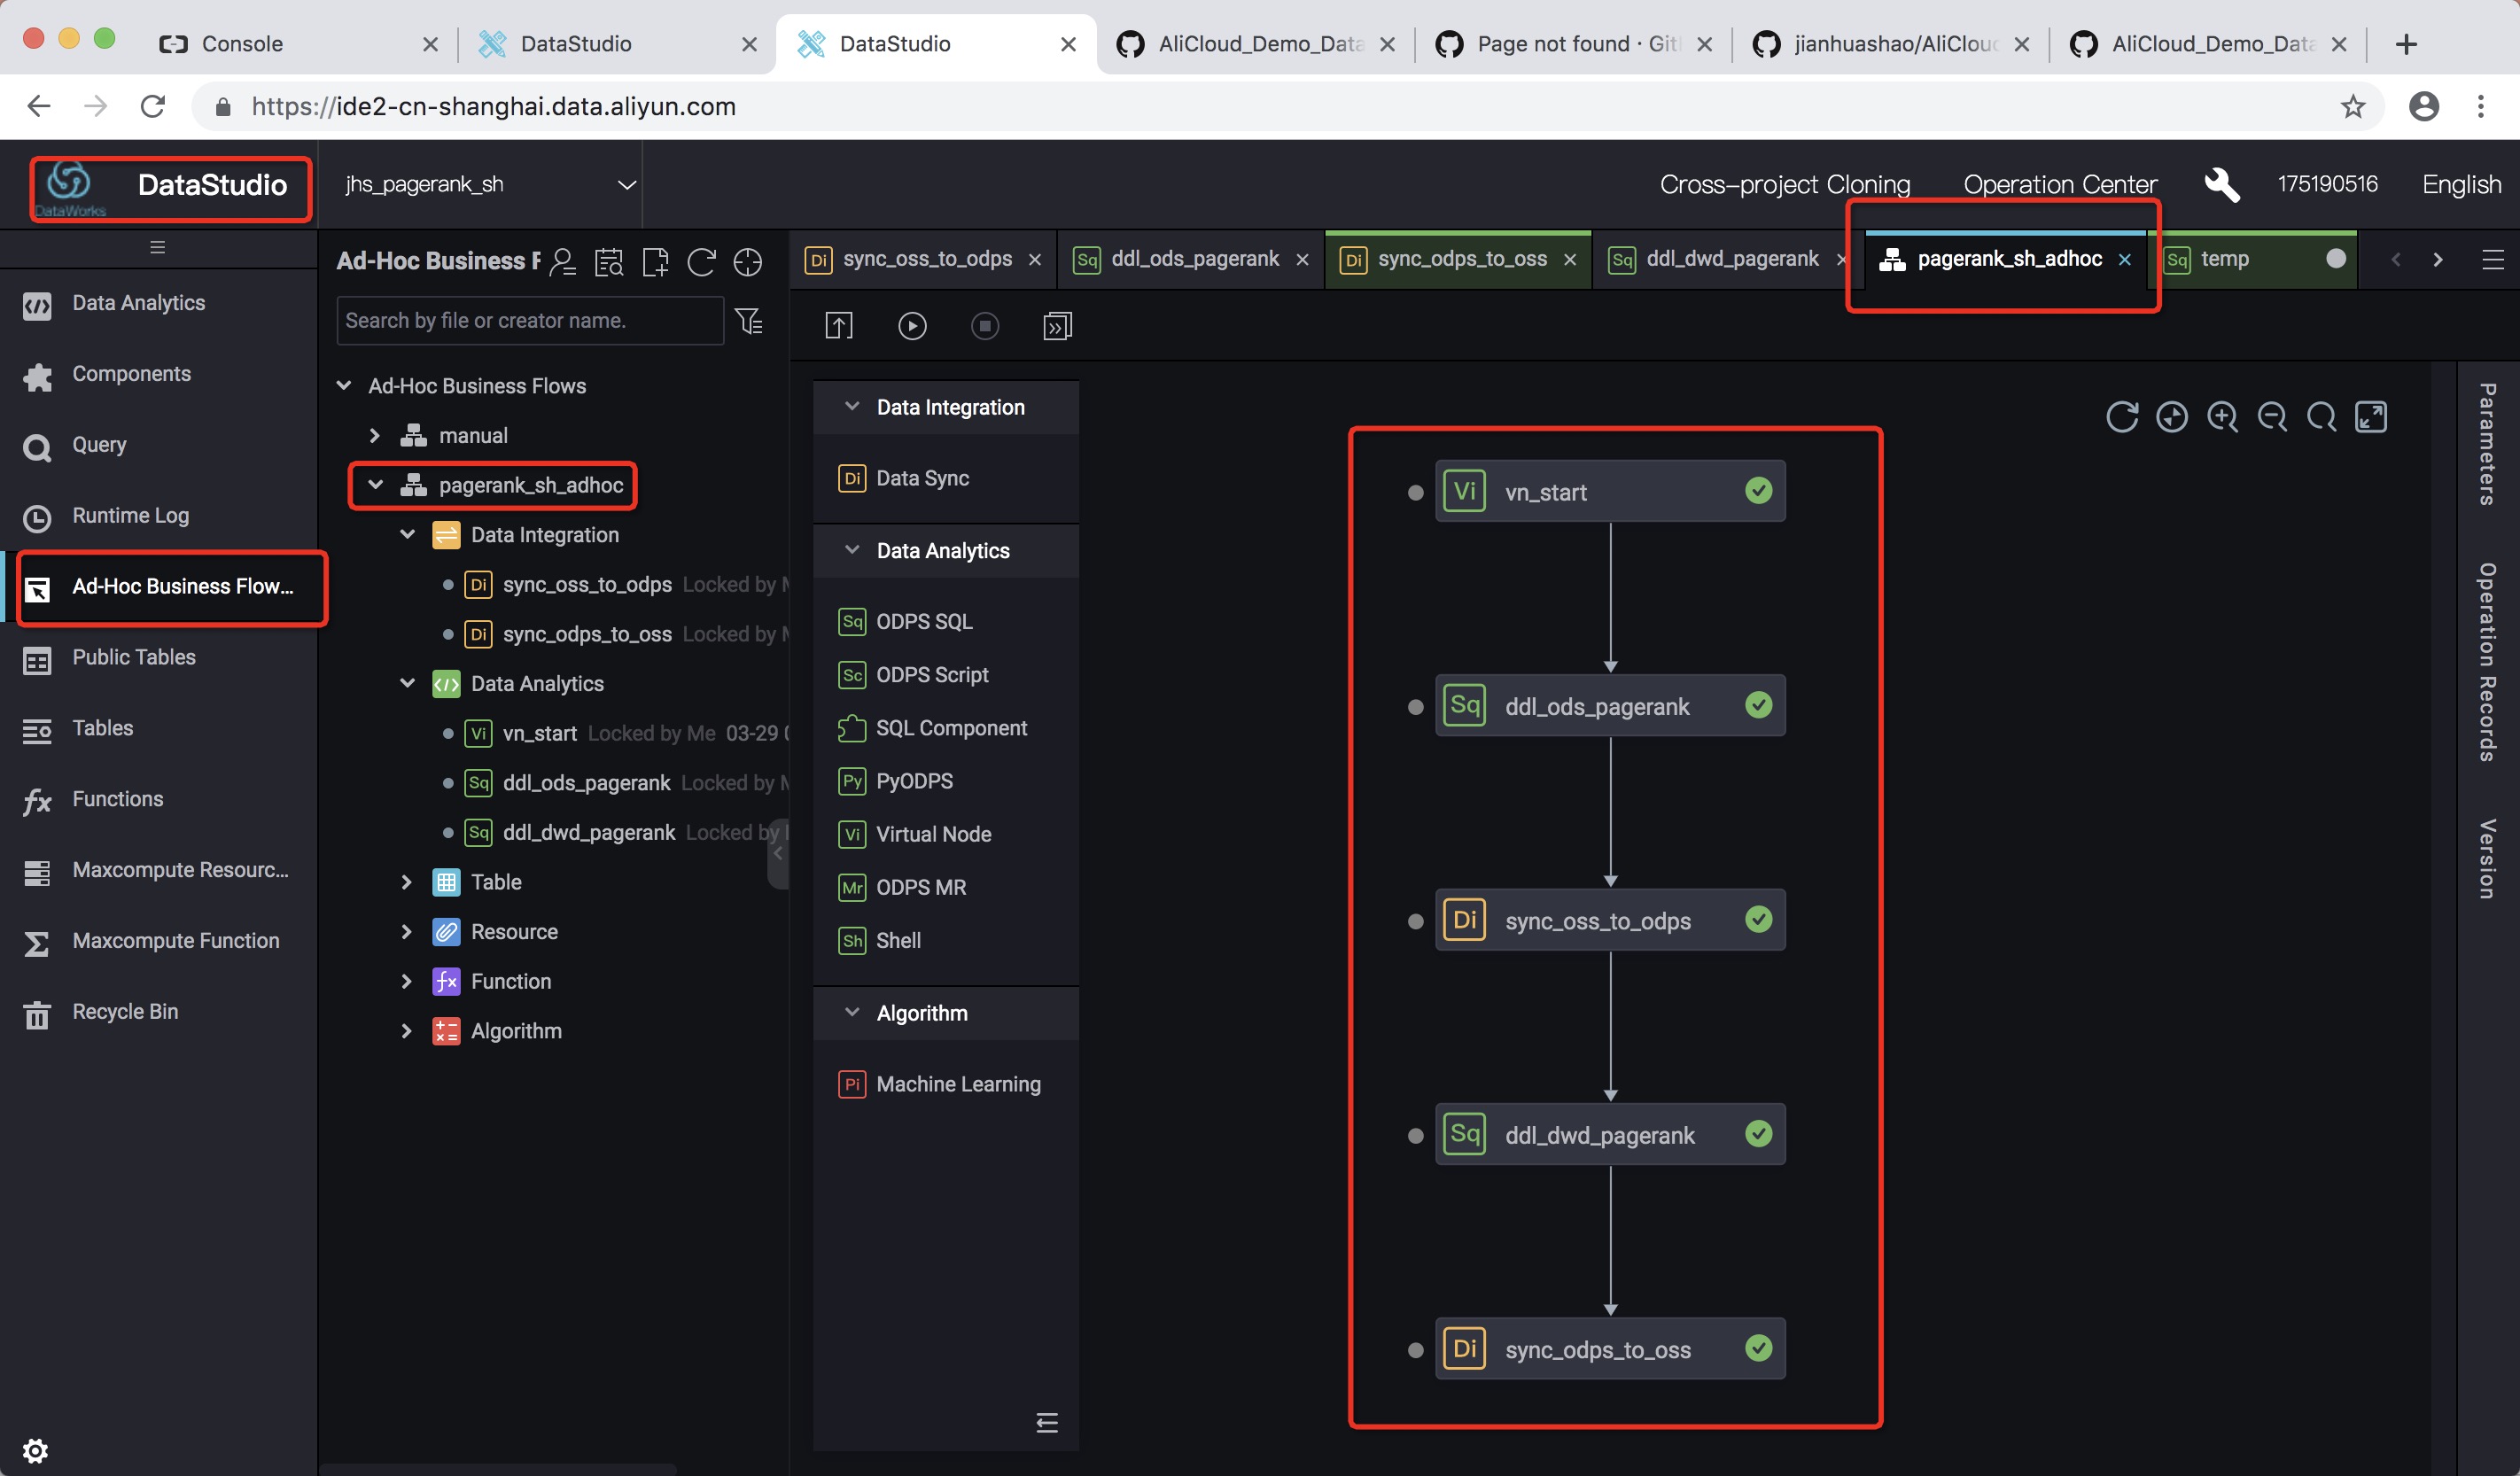 Console
DataStudio
DataStudio
AliCloud_Demo_Data
Page not found · Git
jianhuashao/AliCloud
AliCloud_Demo_Data
https://ide2-cn-shanghai.data.aliyun.com
DataWorks
DataStudio
jhs_pagerank_sh
Cross-project Cloning
Operation Center
175190516
English
Ad-Hoc Business F
Di sync_oss_to_odps
Sq ddl_ods_pagerank
Di sync_odps_to_oss
Sq ddl_dwd_pagerank
pagerank_sh_adhoc
Sq temp
Data Analytics
Components
Query
Runtime Log
Ad-Hoc Business Flow...
Public Tables
Tables
fx Functions
Maxcompute Resourc...
Σ Maxcompute Function
Recycle Bin
Search by file or creator name.
Ad-Hoc Business Flows
manual
pagerank_sh_adhoc
Data Integration
Di sync_oss_to_odps Locked by M
Di sync_odps_to_oss Locked by M
Data Analytics
Vi vn_start Locked by Me 03-29 0
Sq ddl_ods_pagerank Locked by M
Sq ddl_dwd_pagerank Locked by
Table
Resource
fx Function
Algorithm
Data Integration
Di Data Sync
Data Analytics
Sq ODPS SQL
Sc ODPS Script
SQL Component
Py PyODPS
Vi Virtual Node
Mr ODPS MR
Sh Shell
Algorithm
Pi Machine Learning
Vi vn_start
Sq ddl_ods_pagerank
Di sync_oss_to_odps
Sq ddl_dwd_pagerank
Di sync_odps_to_oss
Parameters
Operation Records
Version